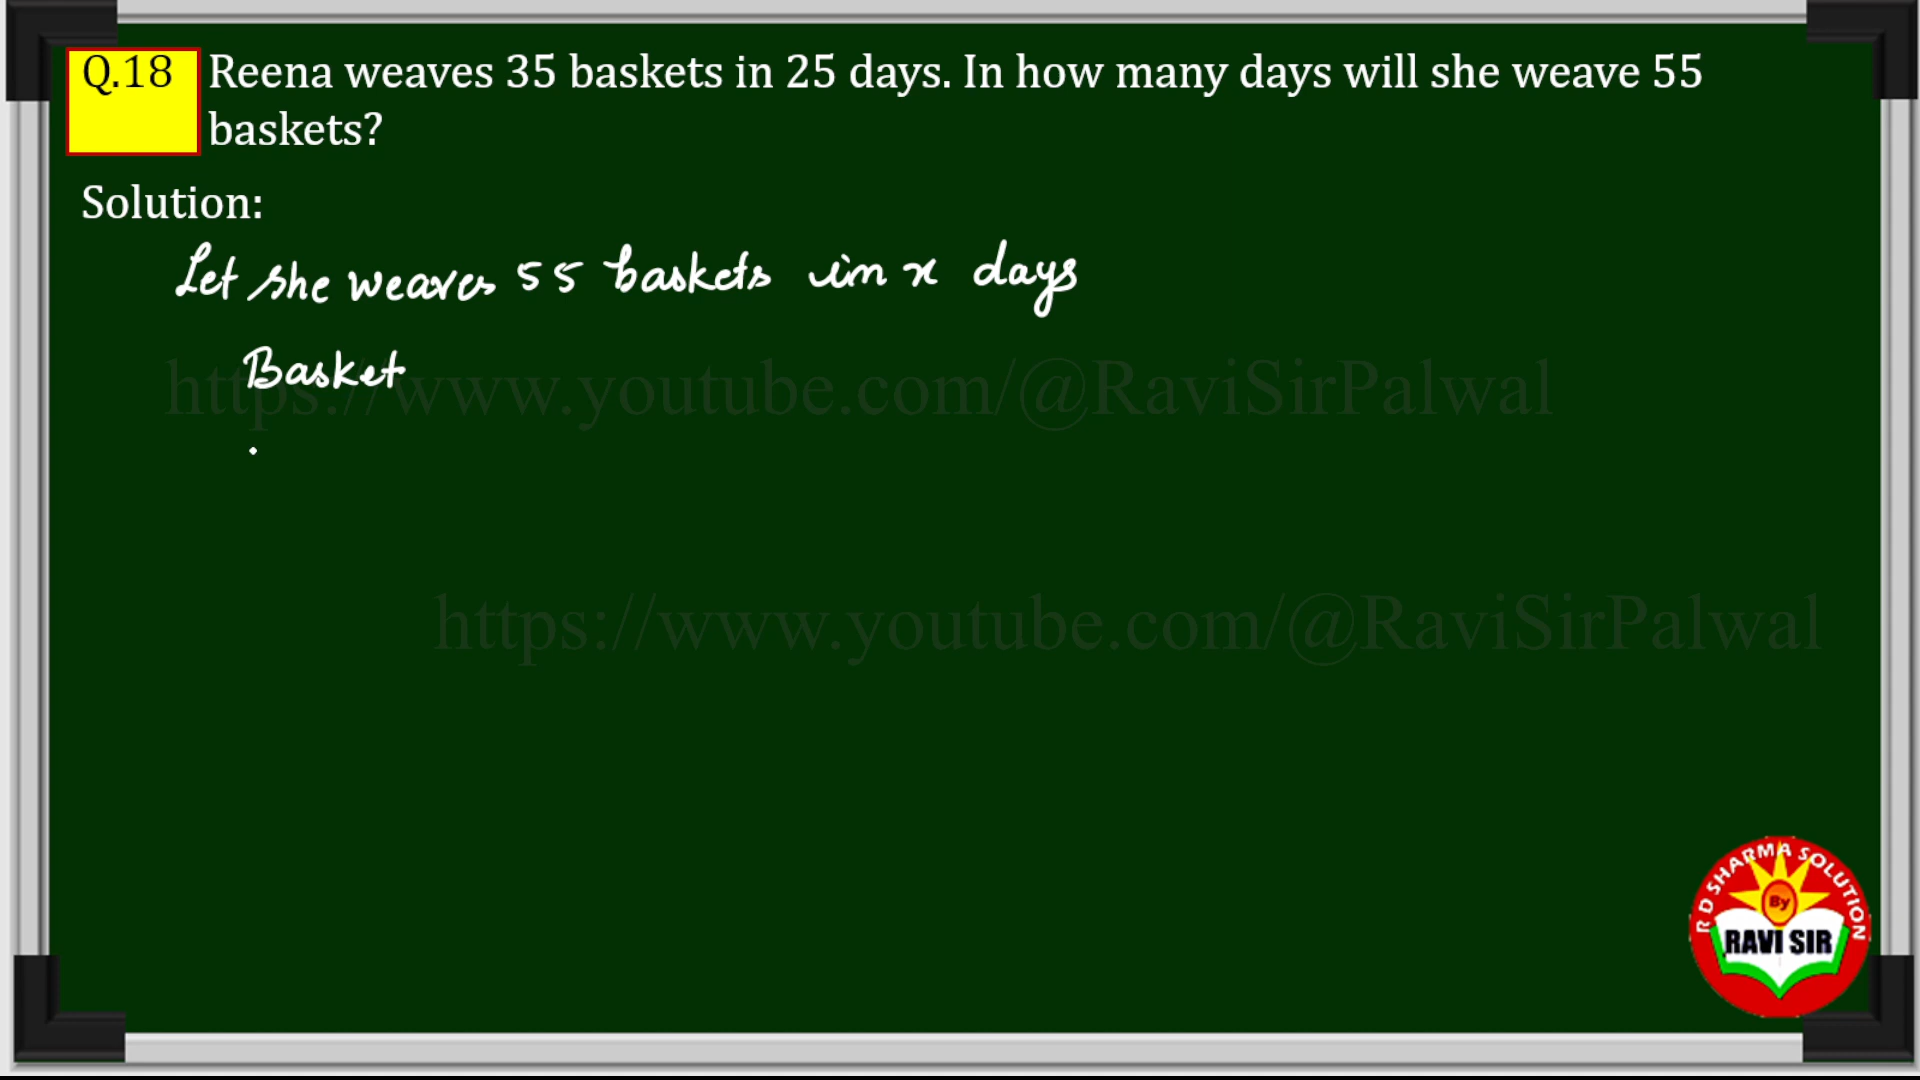 Q.18 Reena weaves 35 baskets in 25 days. In how many days will she weave 55
baskets?
Solution:
Let she weaves 55 baskets in x days
Basket
https://www.youtube.com/@RaviSirPalwal
https://www.youtube.com/@RaviSirPalwal
R D SHARMA SOLUTION
By
RAVI SIR